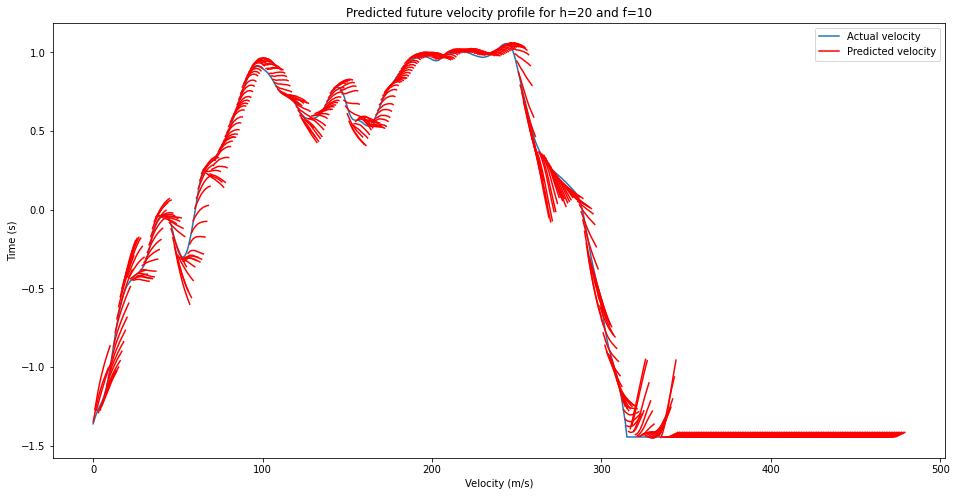 Predicted future velocity profile for h=20 and f=10
Actual velocity
Predicted velocity
Time (s)
1.0
0.5
0.0
−0.5
−1.0
−1.5
0
100
200
300
400
500
Velocity (m/s)